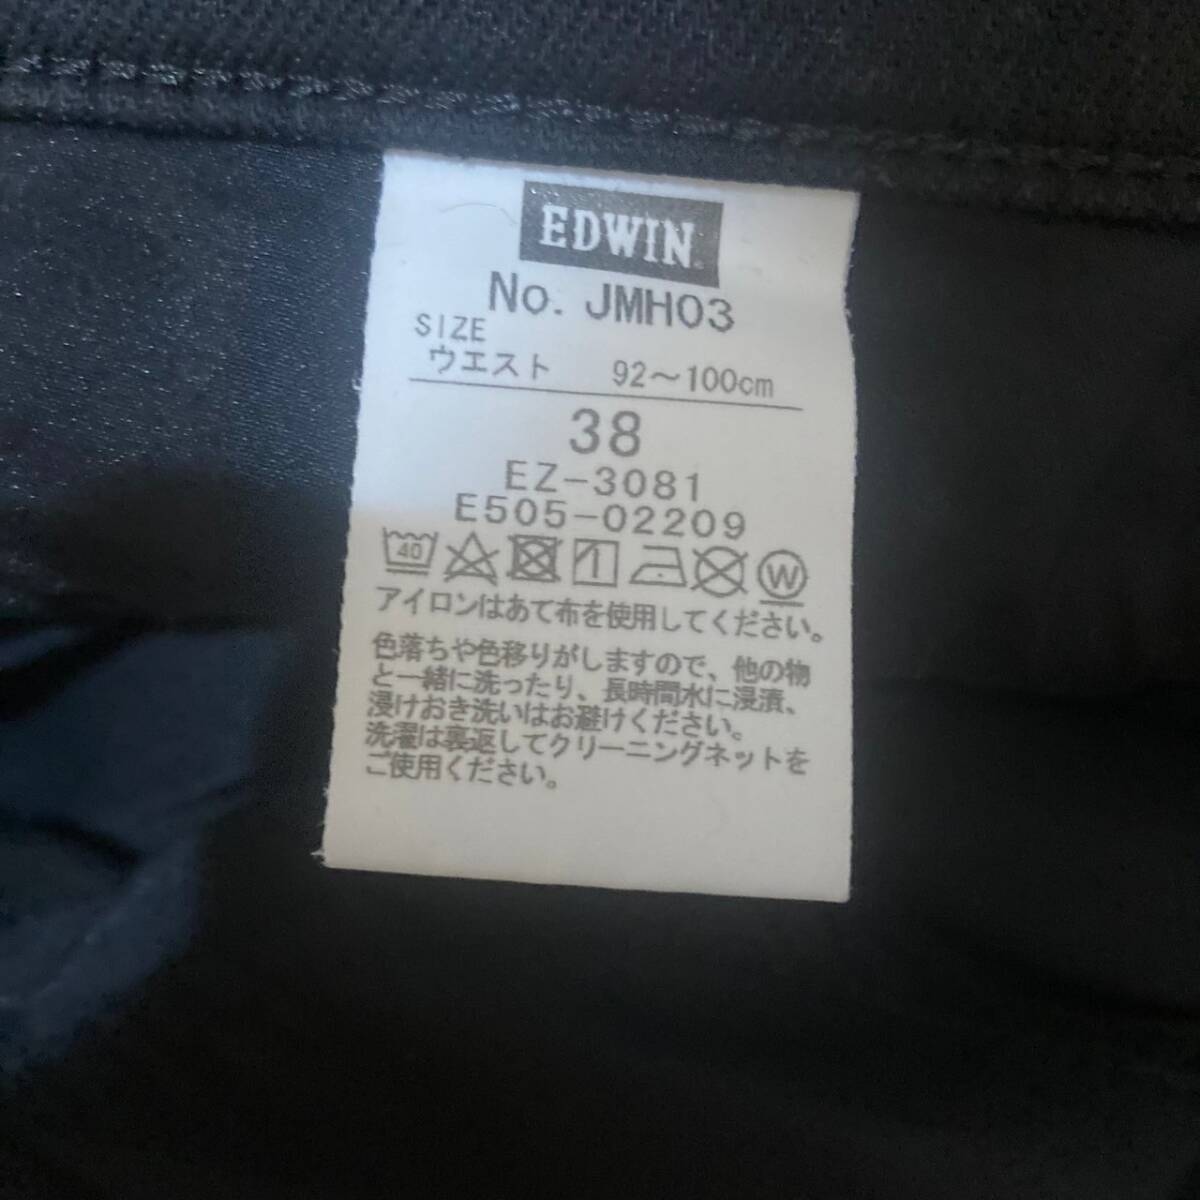 EDWIN
No. JMH03
SIZE
ウエスト 92～100cm
38
EZ-3081
E505-02209
40 W
アイロンはあて布を使用してください。
色落ちや色移りがしますので、他の物
と一緒に洗ったり、長時間水に浸漬、
浸けおき洗いはお避けください。
洗濯は裏返してクリーニングネットを
ご使用ください。